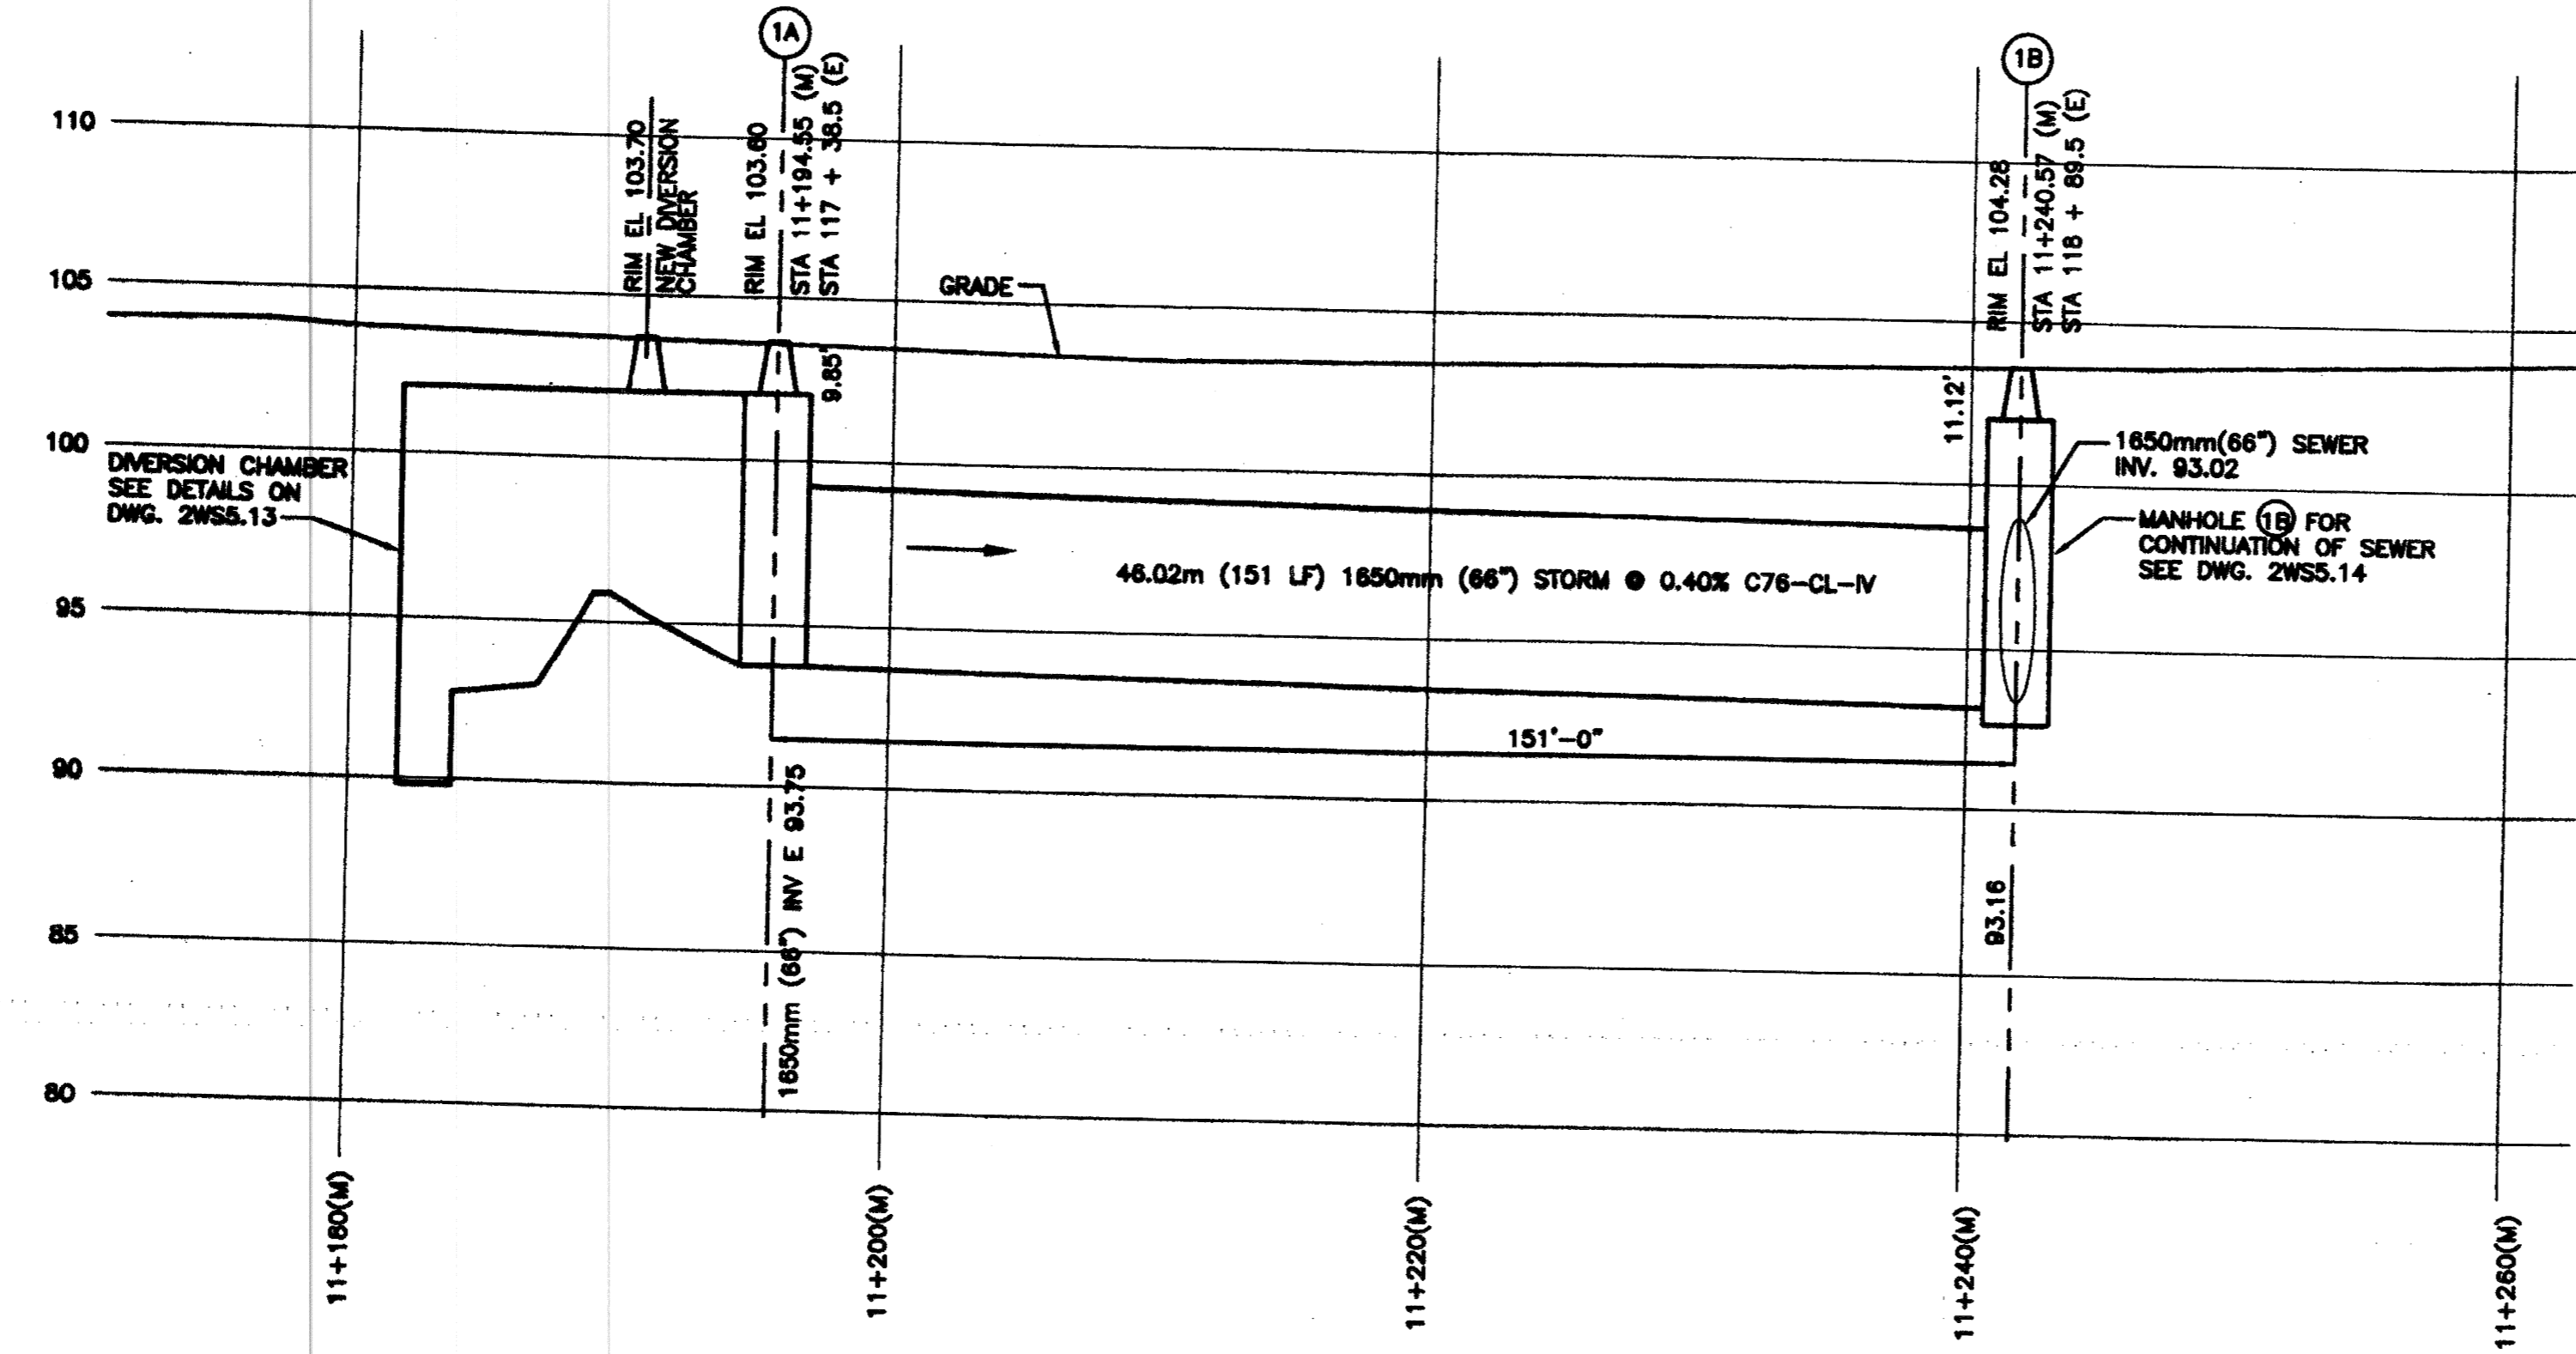 1A
1B
RIM EL 103.70
NEW DIVERSION
CHAMBER
RIM EL 103.60
STA 11+194.55 (M)
STA 117 + 38.5 (E)
9.85'
RIM EL 104.28
STA 11+240.57 (M)
STA 118 + 89.5 (E)
11.12'
110
105
100
95
90
85
80
GRADE
DIVERSION CHAMBER
SEE DETAILS ON
DWG. 2WS5.13
1650mm(66") SEWER
INV. 93.02
MANHOLE 1B FOR
CONTINUATION OF SEWER
SEE DWG. 2WS5.14
46.02m (151 LF) 1650mm (66") STORM @ 0.40% C76-CL-IV
151'-0"
1650mm (66") INV E 93.75
93.16
11+180(M)
11+200(M)
11+220(M)
11+240(M)
11+260(M)